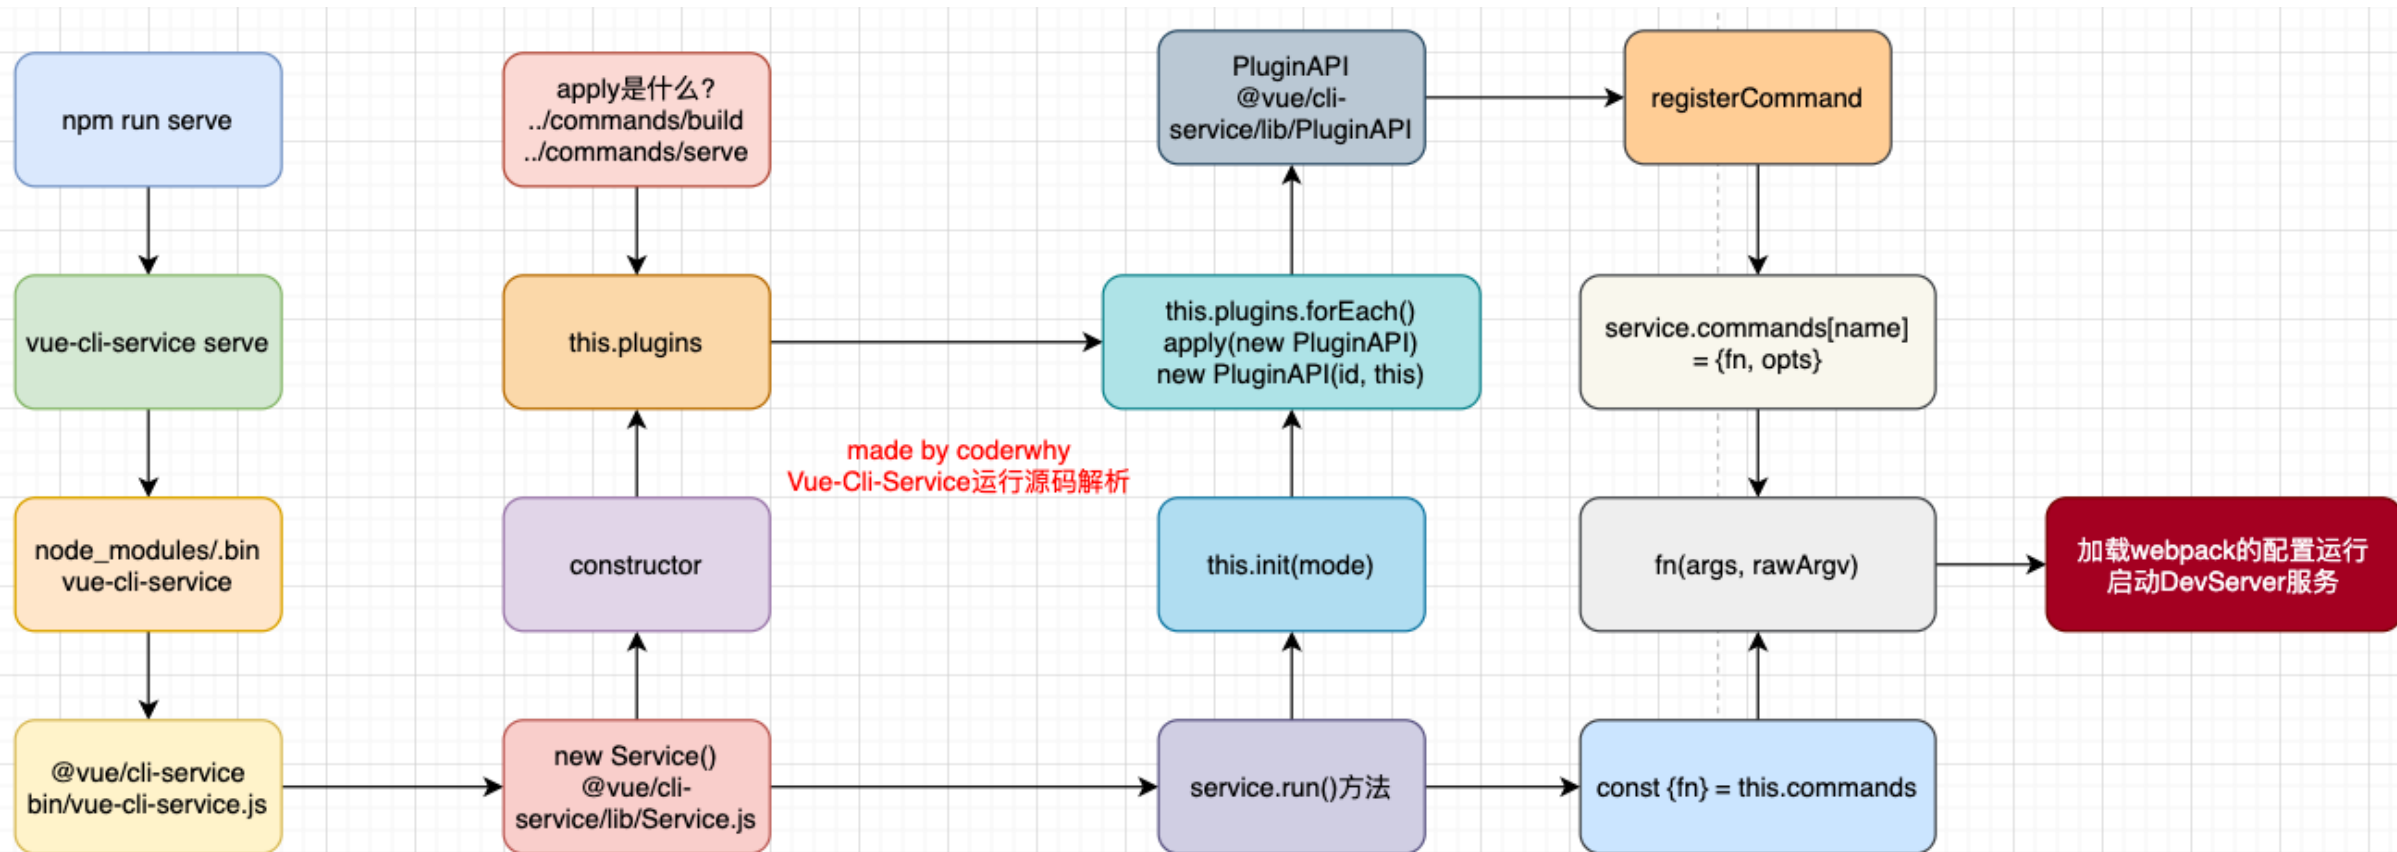 npm run serve
vue-cli-service serve
node_modules/.bin
vue-cli-service
@vue/cli-service
bin/vue-cli-service.js
apply是什么?
../commands/build
../commands/serve
this.plugins
constructor
new Service()
@vue/cli-
service/lib/Service.js
made by coderwhy
Vue-Cli-Service运行源码解析
PluginAPI
@vue/cli-
service/lib/PluginAPI
this.plugins.forEach()
apply(new PluginAPI)
new PluginAPI(id, this)
this.init(mode)
service.run()方法
registerCommand
service.commands[name]
= {fn, opts}
fn(args, rawArgv)
const {fn} = this.commands
加载webpack的配置运行
启动DevServer服务